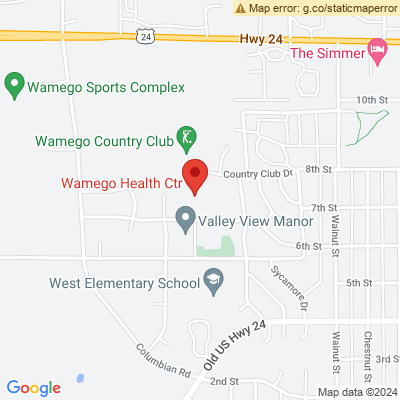 Map error: g.co/staticmaperror
24
Hwy 24
The Simmer
Wamego Sports Complex
10th St
Wamego Country Club
8th St
Country Club Dr
Wamego Health Ctr
7th St
Valley View Manor
Walnut St
6th St
West Elementary School
Sycamore Dr
5th St
Old US Hwy 24
Columbian Rd
Walnut St
Chestnut St
3rd St
2nd St
Google
Map data ©2024